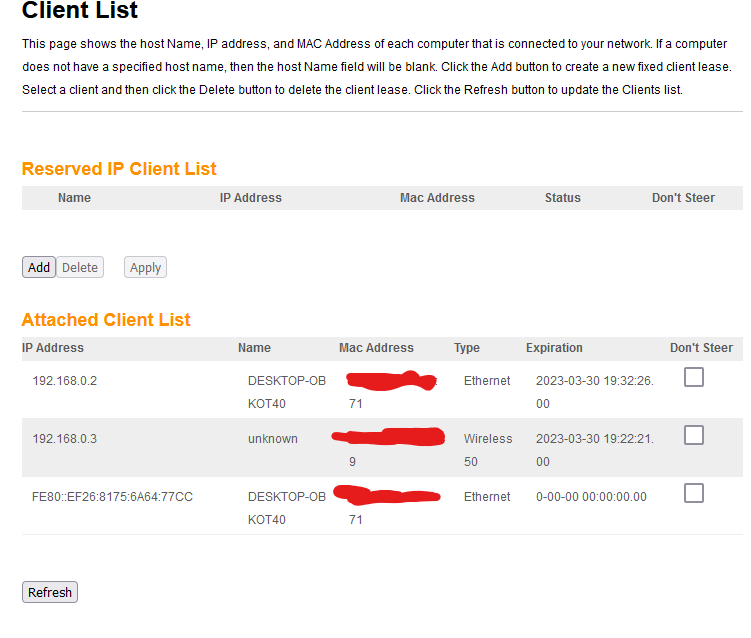 Client List
This page shows the host Name, IP address, and MAC Address of each computer that is connected to your network. If a computer
does not have a specified host name, then the host Name field will be blank. Click the Add button to create a new fixed client lease.
Select a client and then click the Delete button to delete the client lease. Click the Refresh button to update the Clients list.
Reserved IP Client List
Name IP Address Mac Address Status Don't Steer
Add Delete Apply
Attached Client List
IP Address Name Mac Address Type Expiration Don't Steer
192.168.0.2 DESKTOP-OB Ethernet 2023-03-30 19:32:26.
KOT40 71 00
192.168.0.3 unknown Wireless 2023-03-30 19:22:21.
9 50 00
FE80::EF26:8175:6A64:77CC DESKTOP-OB Ethernet 0-00-00 00:00:00.00
KOT40 71
Refresh